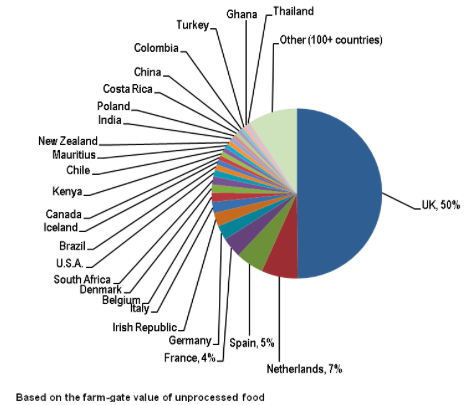 Ghana
Thailand
Turkey
Other (100+ countries)
Colombia
China
Costa Rica
Poland
India
New Zealand
Mauritius
Chile
Kenya
Canada
Iceland
Brazil
U.S.A.
South Africa
Denmark
Belgium
Italy
Irish Republic
Germany
France, 4%
Spain, 5%
Netherlands, 7%
UK, 50%
Based on the farm-gate value of unprocessed food